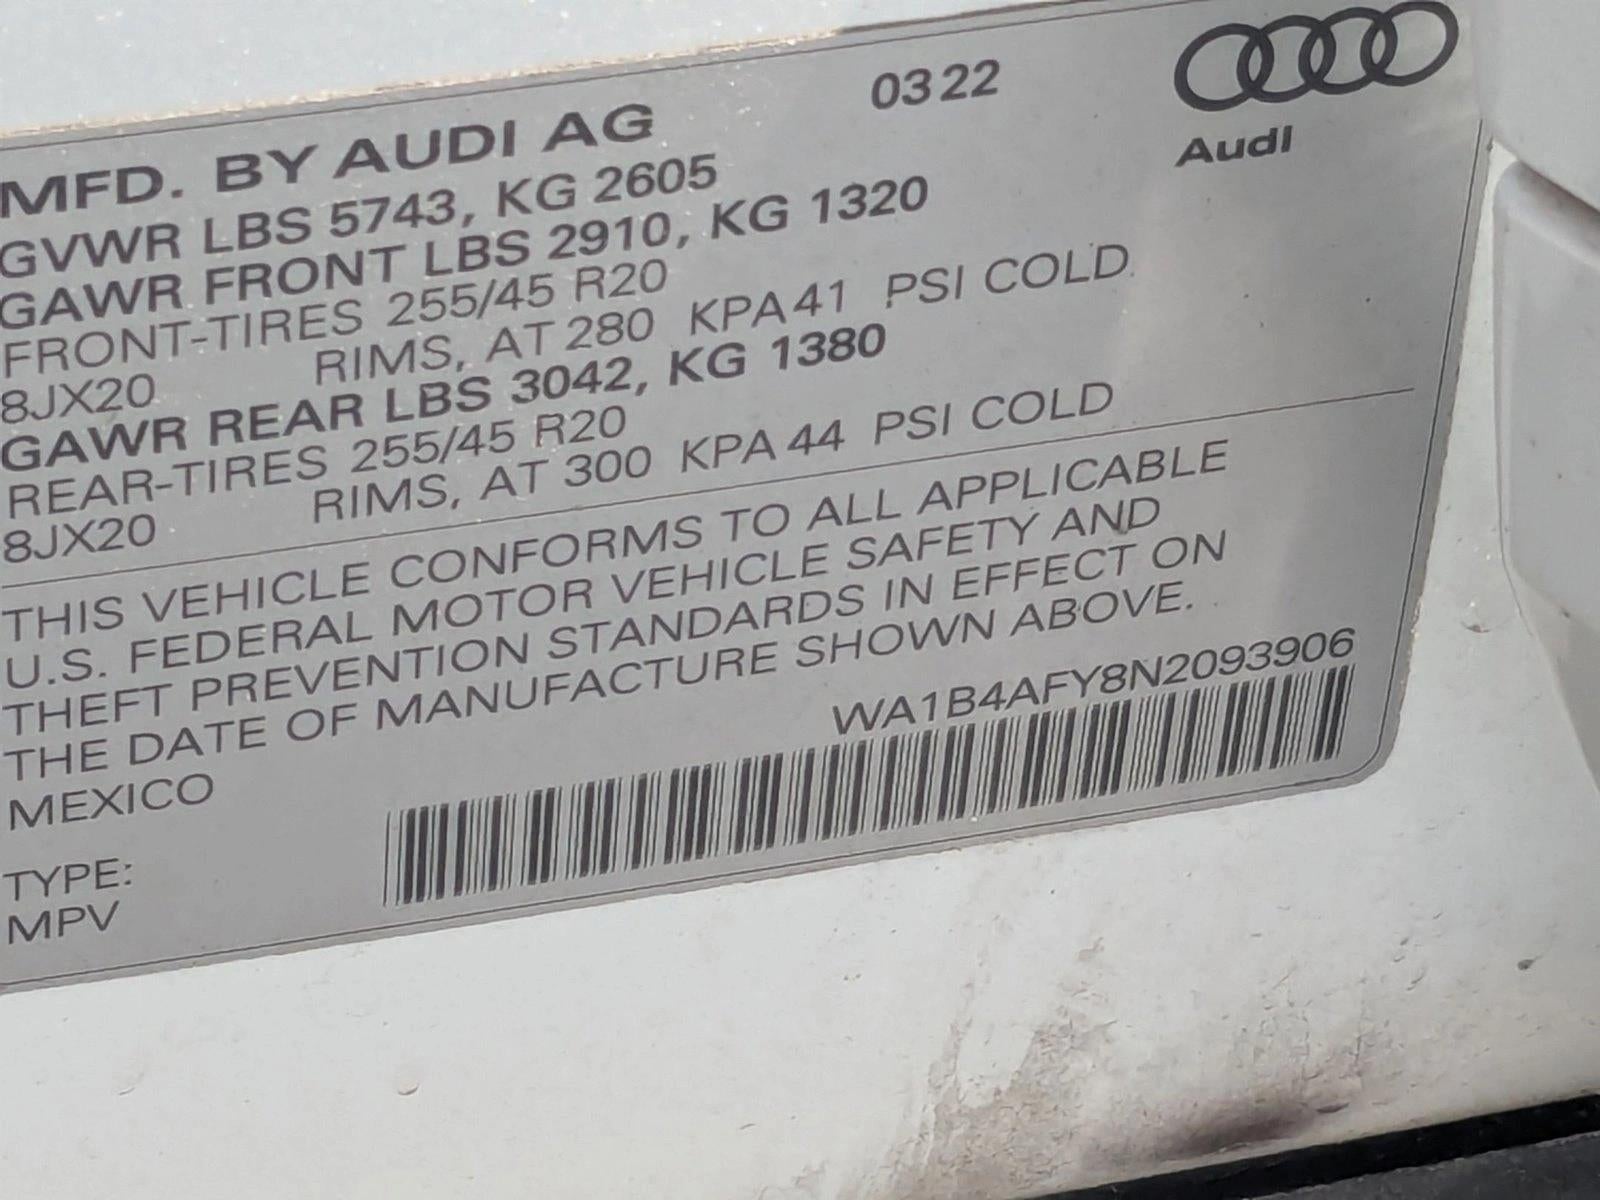 0322
Audi
MFD. BY AUDI AG
GVWR LBS 5743, KG 2605
GAWR FRONT LBS 2910, KG 1320
FRONT-TIRES 255/45 R20
8JX20 RIMS, AT 280 KPA 41 PSI COLD
GAWR REAR LBS 3042, KG 1380
REAR-TIRES 255/45 R20
8JX20 RIMS, AT 300 KPA 44 PSI COLD
THIS VEHICLE CONFORMS TO ALL APPLICABLE
U.S. FEDERAL MOTOR VEHICLE SAFETY AND
THEFT PREVENTION STANDARDS IN EFFECT ON
THE DATE OF MANUFACTURE SHOWN ABOVE.
MEXICO
WA1B4AFY8N2093906
TYPE:
MPV